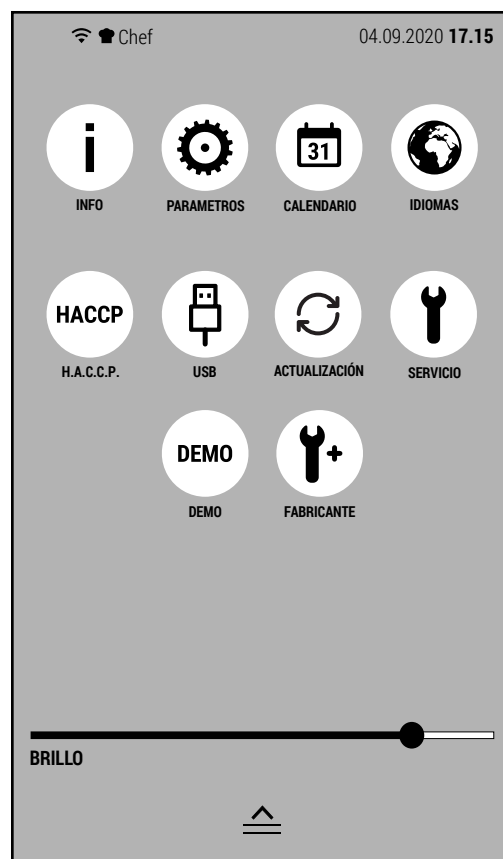 Chef 04.09.2020 17.15
i 31
INFO PARAMETROS CALENDARIO IDIOMAS
HACCP
H.A.C.C.P. USB ACTUALIZACIÓN SERVICIO
DEMO
DEMO FABRICANTE
BRILLO